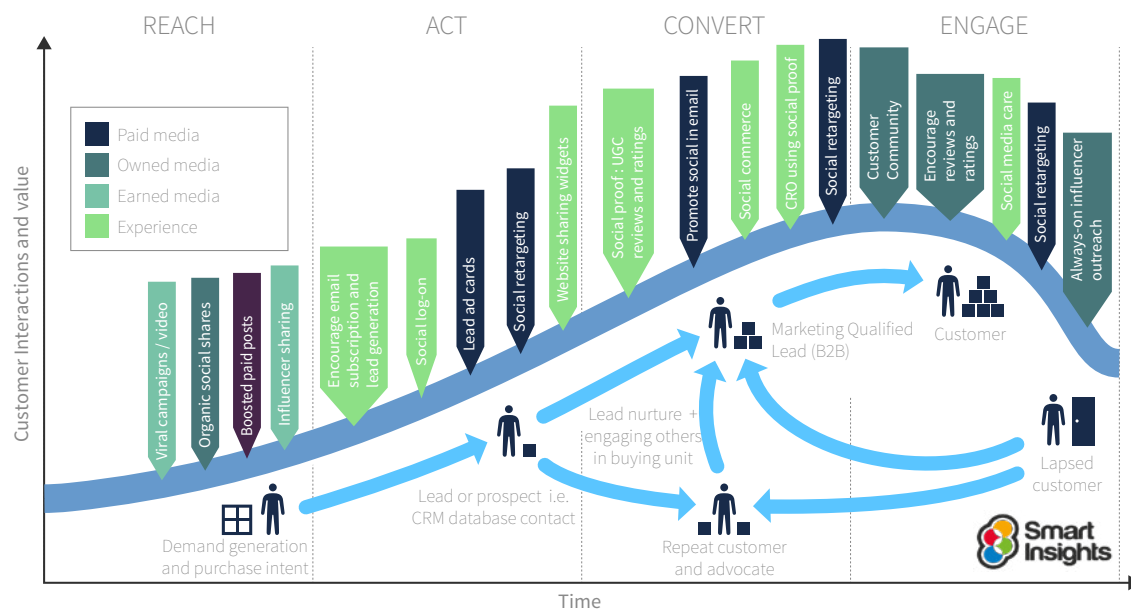 REACH
ACT
CONVERT
ENGAGE
Customer Interactions and value
Paid media
Owned media
Earned media
Experience
Viral campaigns / video
Organic social shares
Boosted paid posts
Influencer sharing
Encourage email
subscription and
lead generation
Social log-on
Lead cards
Social retargeting
Website sharing widgets
Social proof : UGC
reviews and ratings
Promote social in email
Social commerce
CRO using social proof
Social retargeting
Customer
Community
Encourage
reviews and
ratings
Social media care
Social retargeting
Always-on influencer
outreach
Demand generation
and purchase intent
Lead or prospect i.e.
CRM database contact
Lead nurture +
engaging others
in buying unit
Marketing Qualified
Lead (B2B)
Customer
Repeat customer
and advocate
Lapsed
customer
Smart
Insights
Time